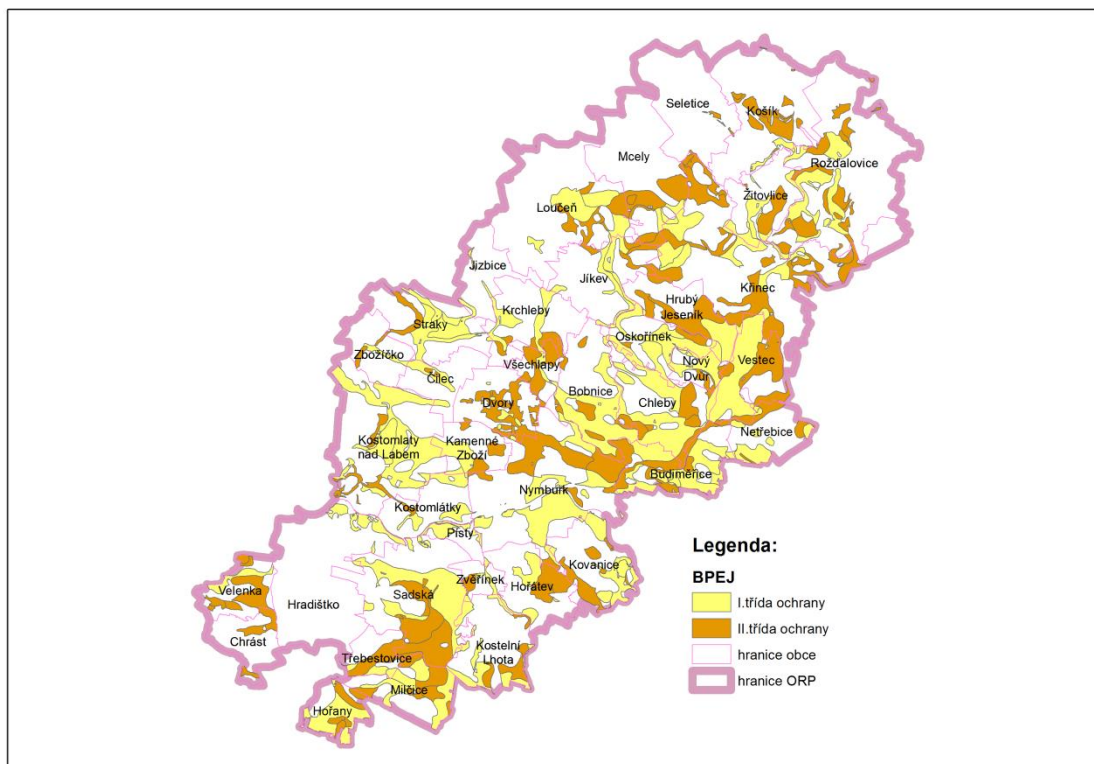 Seletice
Košík
Mcely
Rožďalovice
Žitovlice
Loučeň
Jizbice
Jíkev
Křinec
Hrubý
Jeseník
Krchleby
Straky
Oskořínek
Zbožíčko
Všechlapy
Nový
Dvůr
Vestec
Čilec
Bobnice
Chleby
Dvory
Netřebice
Kostomlaty
nad Labem
Kamenné
Zboží
Budiměřice
Nymburk
Kostomlátky
Písty
Kovanice
Zvěřínek
Hořátev
Velenka
Sadská
Hradištko
Chrást
Kostelní
Lhota
Třebestovice
Milčice
Hořany
Legenda:
BPEJ
I.třída ochrany
II.třída ochrany
hranice obce
hranice ORP